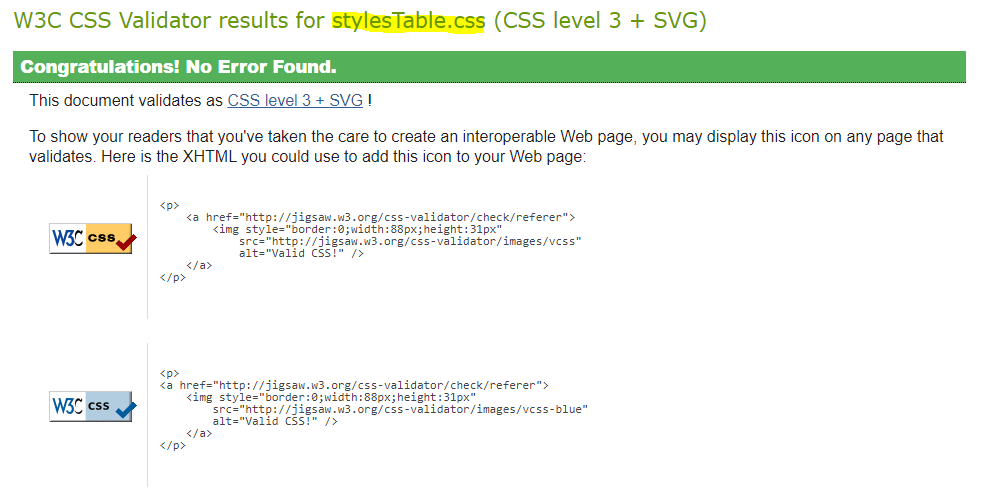 W3C CSS Validator results for stylesTable.css (CSS level 3 + SVG)
Congratulations! No Error Found.
This document validates as CSS level 3 + SVG !
To show your readers that you've taken the care to create an interoperable Web page, you may display this icon on any page that
validates. Here is the XHTML you could use to add this icon to your Web page:
W3C css
<p>
<a href="http://jigsaw.w3.org/css-validator/check/referer">
<img style="border:0;width:88px;height:31px"
src="http://jigsaw.w3.org/css-validator/images/vcss"
alt="Valid CSS!" />
</a>
</p>
W3C css
<p>
<a href="http://jigsaw.w3.org/css-validator/check/referer">
<img style="border:0;width:88px;height:31px"
src="http://jigsaw.w3.org/css-validator/images/vcss-blue"
alt="Valid CSS!" />
</a>
</p>